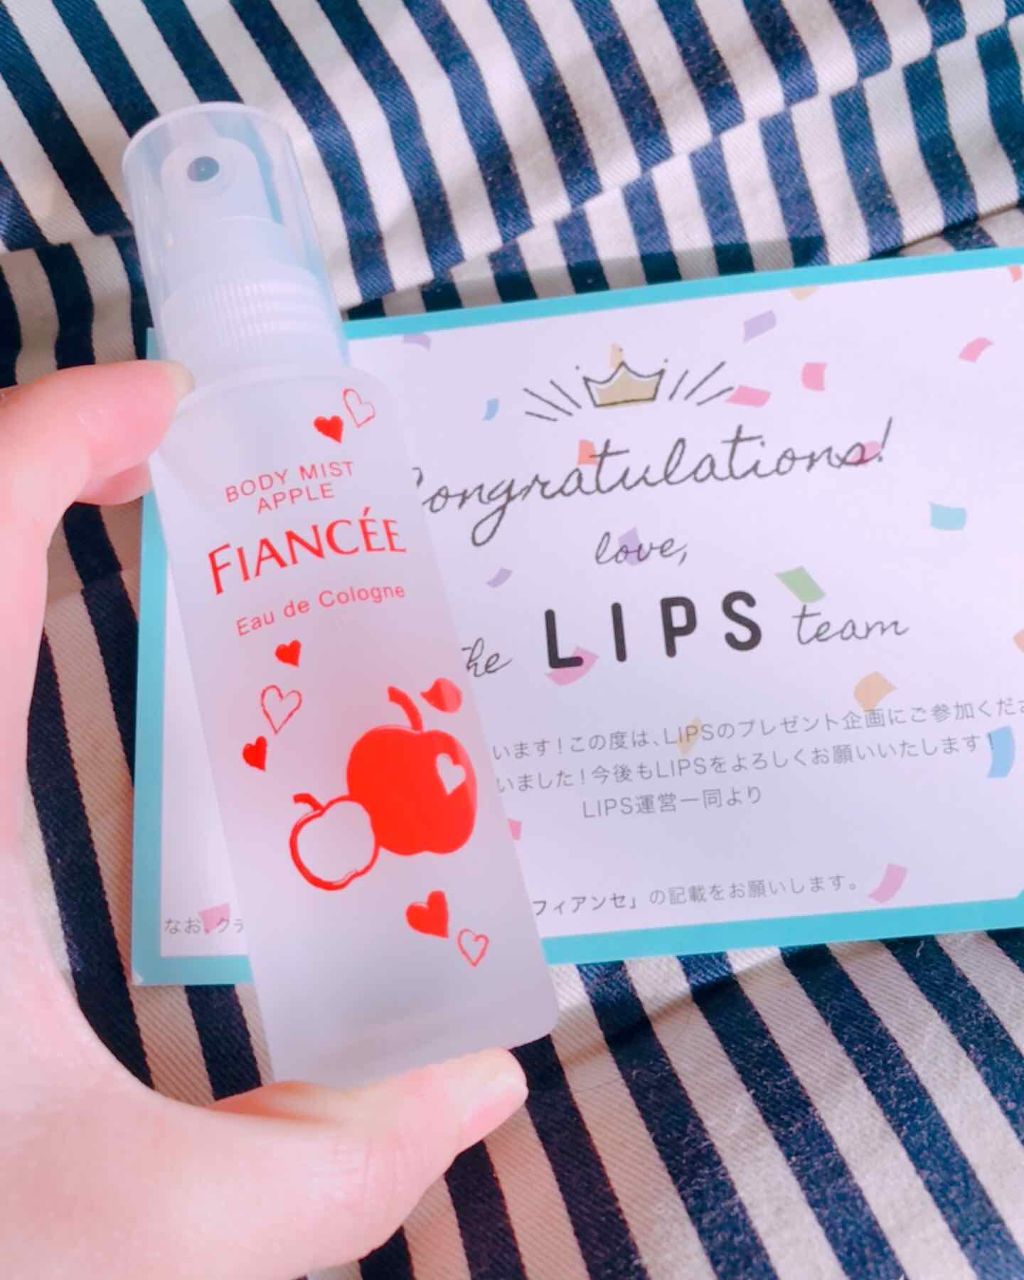 BODY MIST
APPLE
FIANCÉE
Eau de Cologne
Congratulations!
love,
LIPS team
います！この度は、LIPSのプレゼント企画にご参加くださ
いました！今後もLIPSをよろしくお願いいたします！
LIPS運営一同より
なお、クラ
フィアンセ」の記載をお願いします。